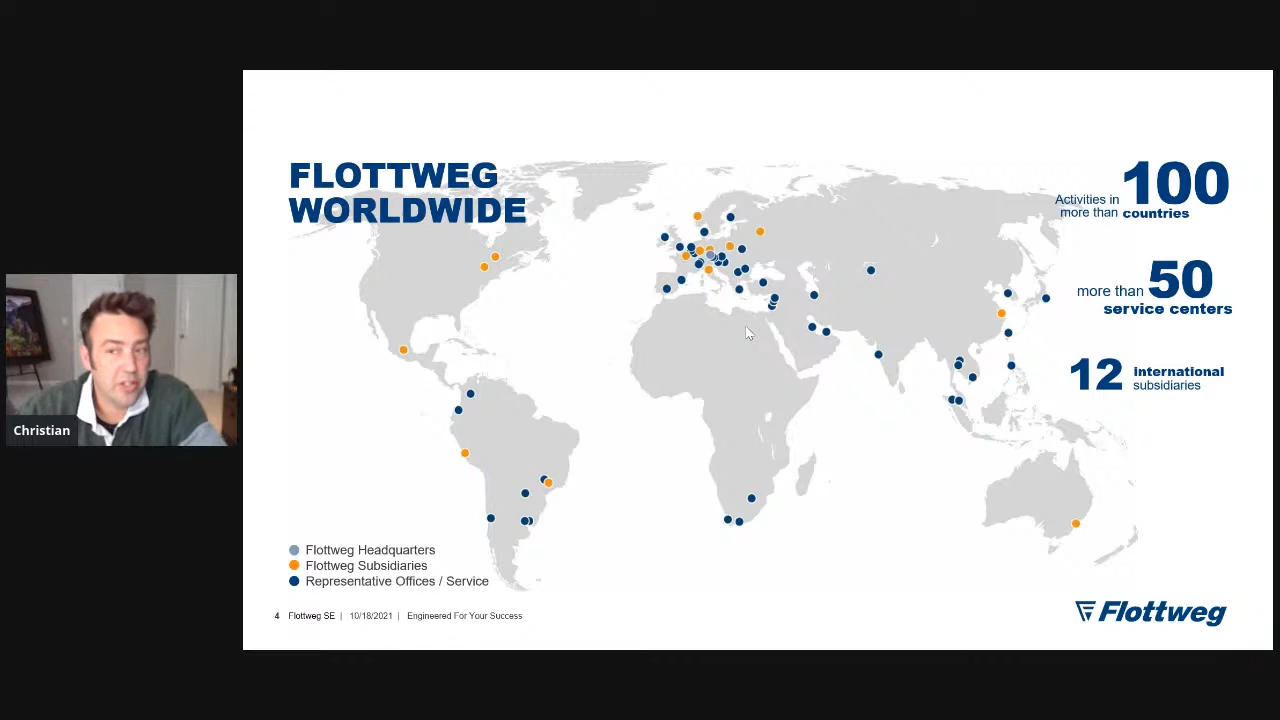 FLOTTWEG
WORLDWIDE
Activities in
more than
100
countries
more than 50
service centers
12
international
subsidiaries
Christian
Flottweg Headquarters
Flottweg Subsidiaries
Representative Offices / Service
4 Flottweg SE | 10/18/2021 | Engineered For Your Success
Flottweg